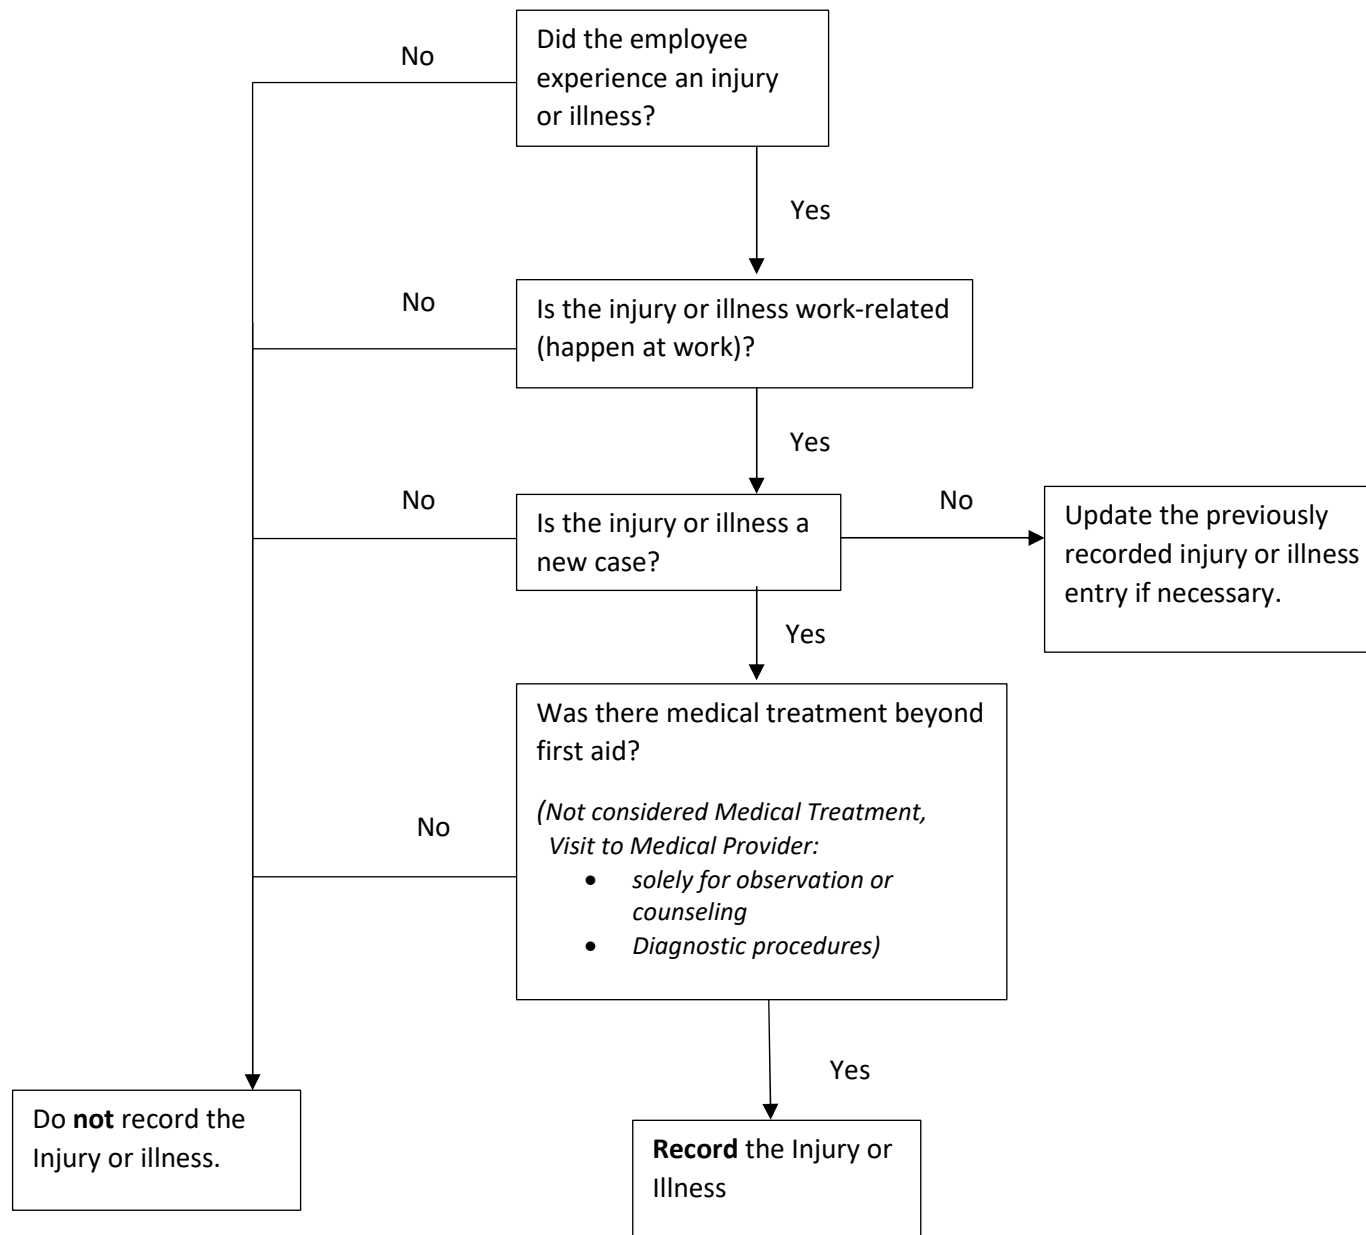 No
Did the employee
experience an injury
or illness?
Yes
No
Is the injury or illness work-related
(happen at work)?
Yes
No
Is the injury or illness a
new case?
No
Update the previously
recorded injury or illness
entry if necessary.
Yes
Was there medical treatment beyond
first aid?
(Not considered Medical Treatment,
Visit to Medical Provider:
• solely for observation or
counseling
• Diagnostic procedures)
No
Yes
Do not record the
Injury or illness.
Record the Injury or
Illness